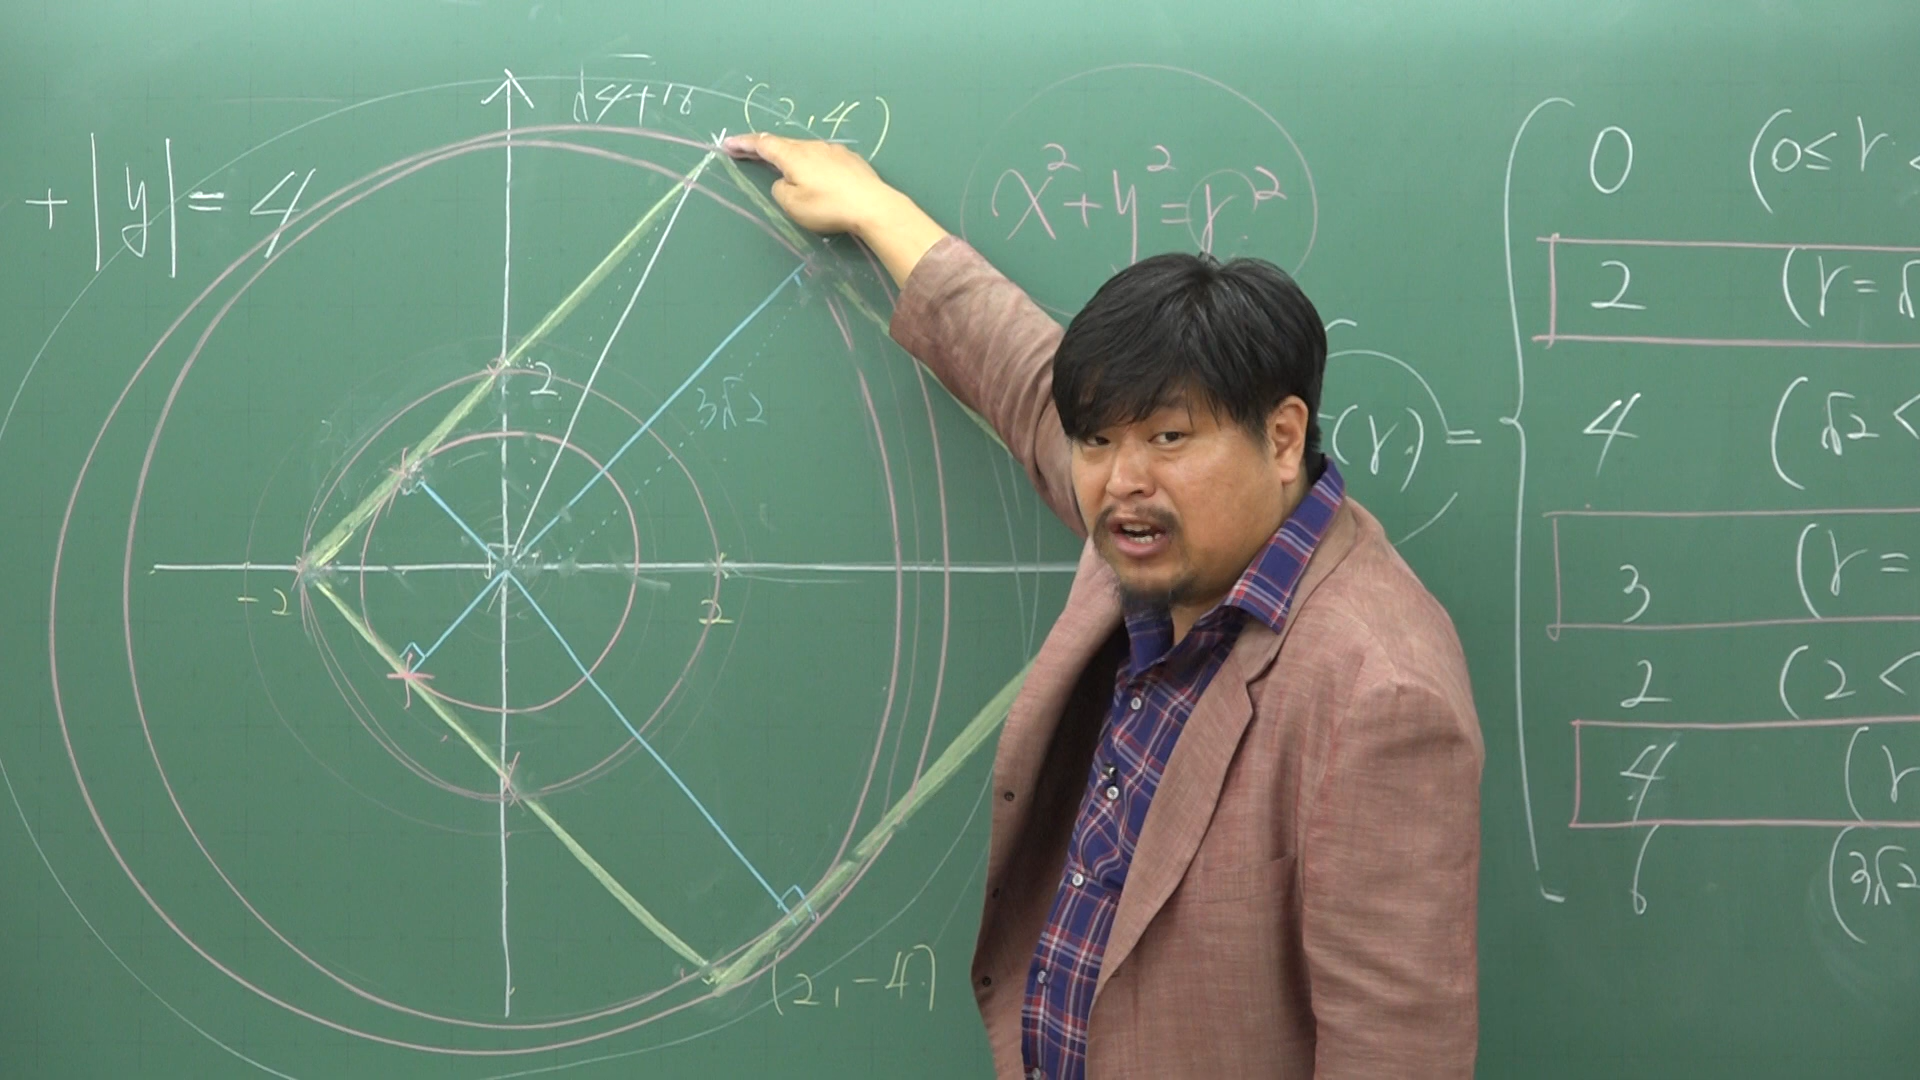 √4+16 (2,4)
+|y|=4
x²+y²=r²
2
3√2
-2
2
(2,-4)
(r)=
0 (0≤r<
2 (r=√
4 (√2<
3 (r=
2 (2<
4 (r
6 (3√2